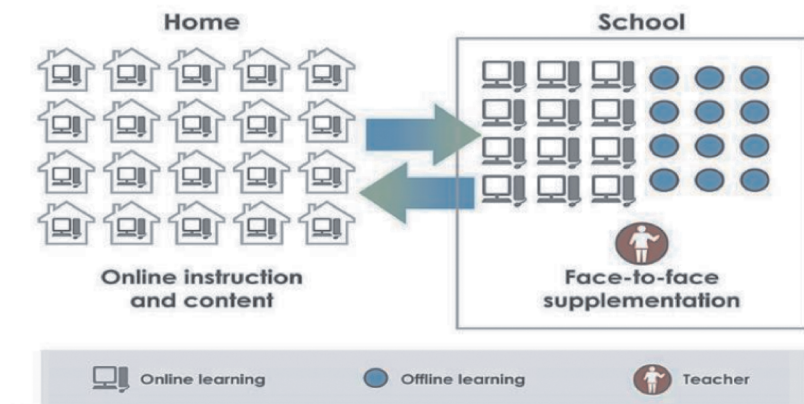 Home
School
Online instruction
and content
Face-to-face
supplementation
Online learning
Offline learning
Teacher